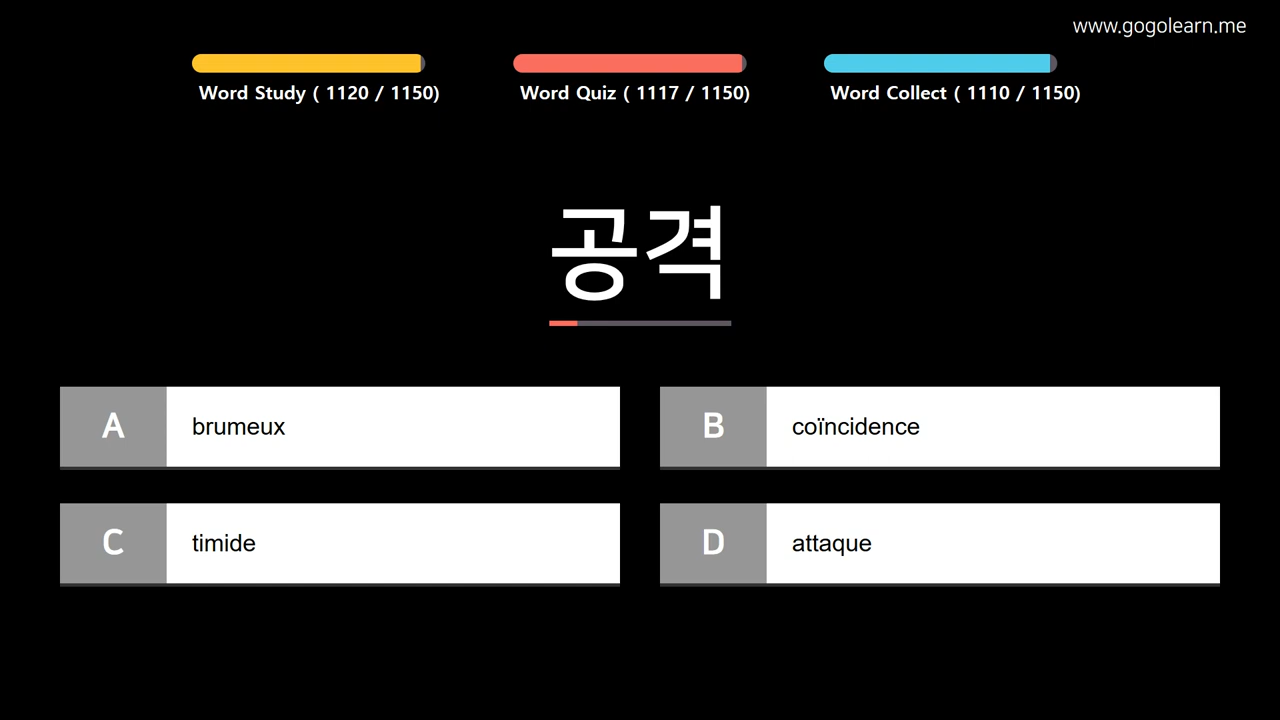 www.gogolearn.me
Word Study ( 1120 / 1150)
Word Quiz ( 1117 / 1150)
Word Collect ( 1110 / 1150)
공격
A brumeux
B coïncidence
C timide
D attaque